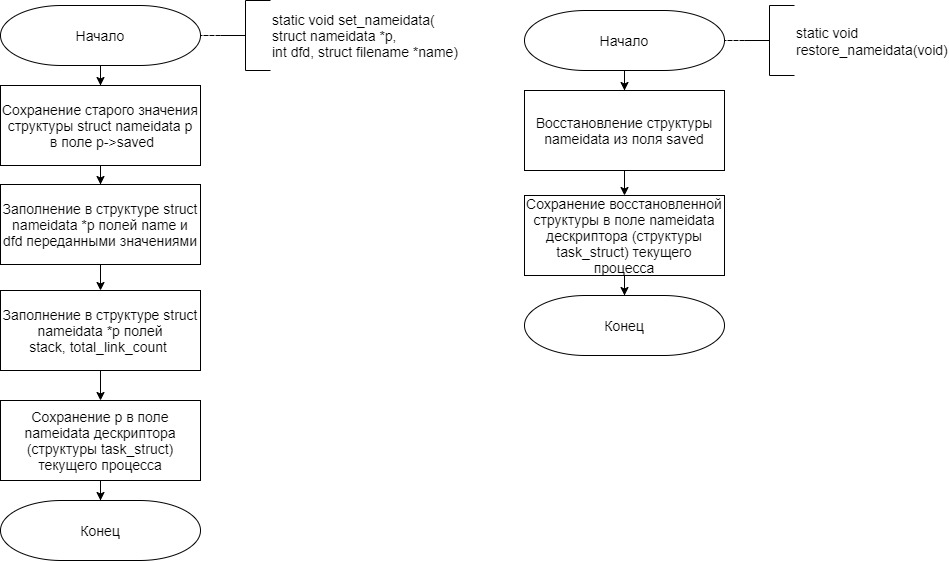 Начало
static void set_nameidata(
struct nameidata *p,
int dfd, struct filename *name)
Сохранение старого значения
структуры struct nameidata p
в поле p->saved
Заполнение в структуре struct
nameidata *p полей name и
dfd переданными значениями
Заполнение в структуре struct
nameidata *p полей
stack, total_link_count
Сохранение p в поле
nameidata дескриптора
(структуры task_struct)
текущего процесса
Конец
Начало
static void
restore_nameidata(void)
Восстановление структуры
nameidata из поля saved
Сохранение восстановленной
структуры в поле nameidata
дескриптора (структуры
task_struct) текущего
процесса
Конец